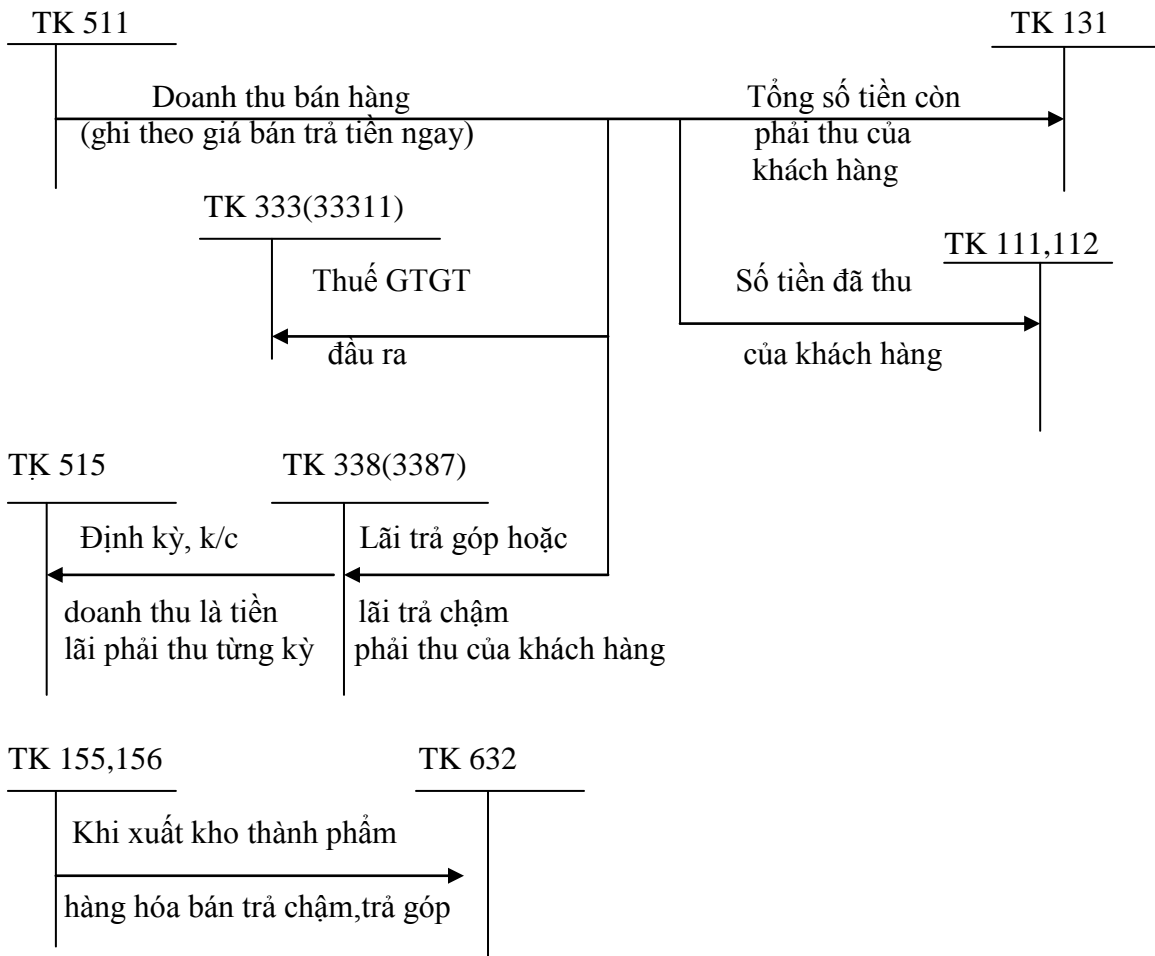 TK 511
TK 131
Doanh thu bán hàng
(ghi theo giá bán trả tiền ngay)
Tổng số tiền còn
phải thu của
khách hàng
TK 333(33311)
Thuế GTGT
đầu ra
TK 111,112
Số tiền đã thu
của khách hàng
TK 515
TK 338(3387)
Định kỳ, k/c
doanh thu là tiền
lãi phải thu từng kỳ
Lãi trả góp hoặc
lãi trả chậm
phải thu của khách hàng
TK 155,156
TK 632
Khi xuất kho thành phẩm
hàng hóa bán trả chậm,trả góp